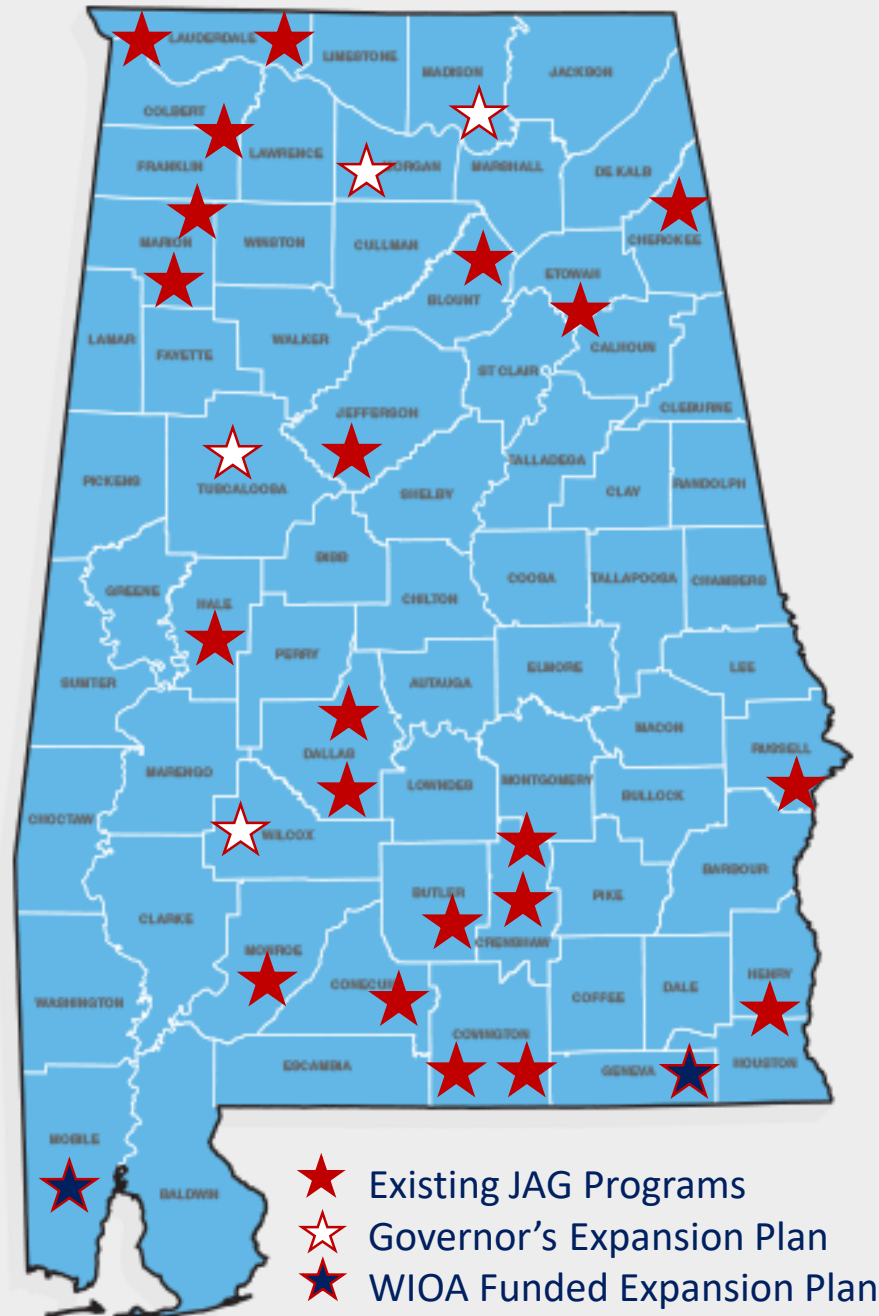 LAUDERDALE
LIMESTONE
MADISON
JACKSON
COLBERT
LAWRENCE
FRANKLIN
MORGAN
MARSHALL
DE KALB
MARION
WINSTON
CULLMAN
CHEROKEE
ETOWAH
BLOUNT
LAMAR
WALKER
CALHOUN
FAYETTE
ST CLAIR
JEFFERSON
CLEBURNE
PICKENS
TUSCALOOSA
TALLADEGA
SHELBY
CLAY
RANDOLPH
BIBB
GREENE
COOSA
TALLAPOOSA
CHAMBERS
HALE
CHILTON
PERRY
ELMORE
LEE
SUMTER
AUTAUGA
MACON
DALLAS
RUSSELL
MARENGO
LOWNDES
MONTGOMERY
BULLOCK
CHOCTAW
WILCOX
BARBOUR
BUTLER
PIKE
CLARKE
CRENSHAW
MONROE
CONECUH
HENRY
COFFEE
DALE
WASHINGTON
COVINGTON
ESCAMBIA
GENEVA
HOUSTON
MOBILE
BALDWIN
Existing JAG Programs
Governor's Expansion Plan
WIOA Funded Expansion Plan